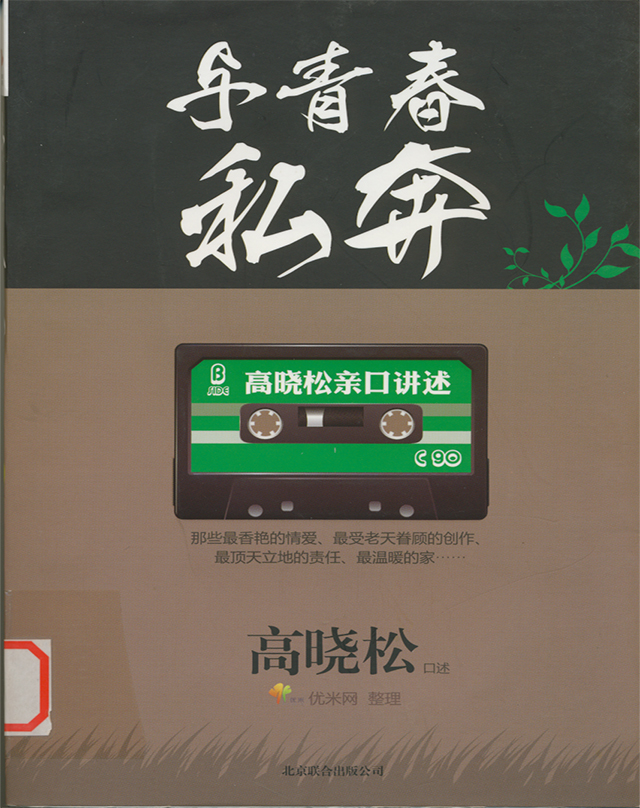 与青春
私奔
B
SIDE
高晓松亲口讲述
C 90
那些最香艳的情爱、最受老天眷顾的创作、
最顶天立地的责任、最温暖的家……
高晓松 口述
优米网 整理
北京联合出版公司